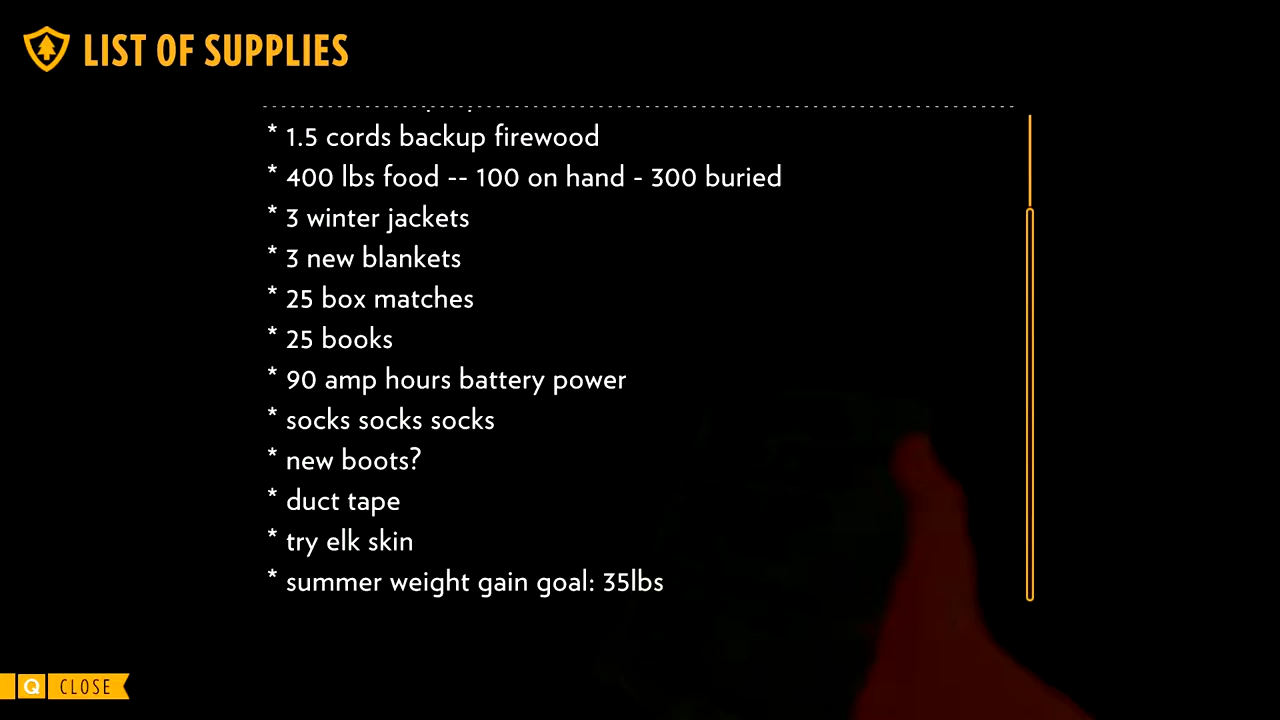 LIST OF SUPPLIES
* 1.5 cords backup firewood
* 400 lbs food -- 100 on hand - 300 buried
* 3 winter jackets
* 3 new blankets
* 25 box matches
* 25 books
* 90 amp hours battery power
* socks socks socks
* new boots?
* duct tape
* try elk skin
* summer weight gain goal: 35lbs
Q CLOSE